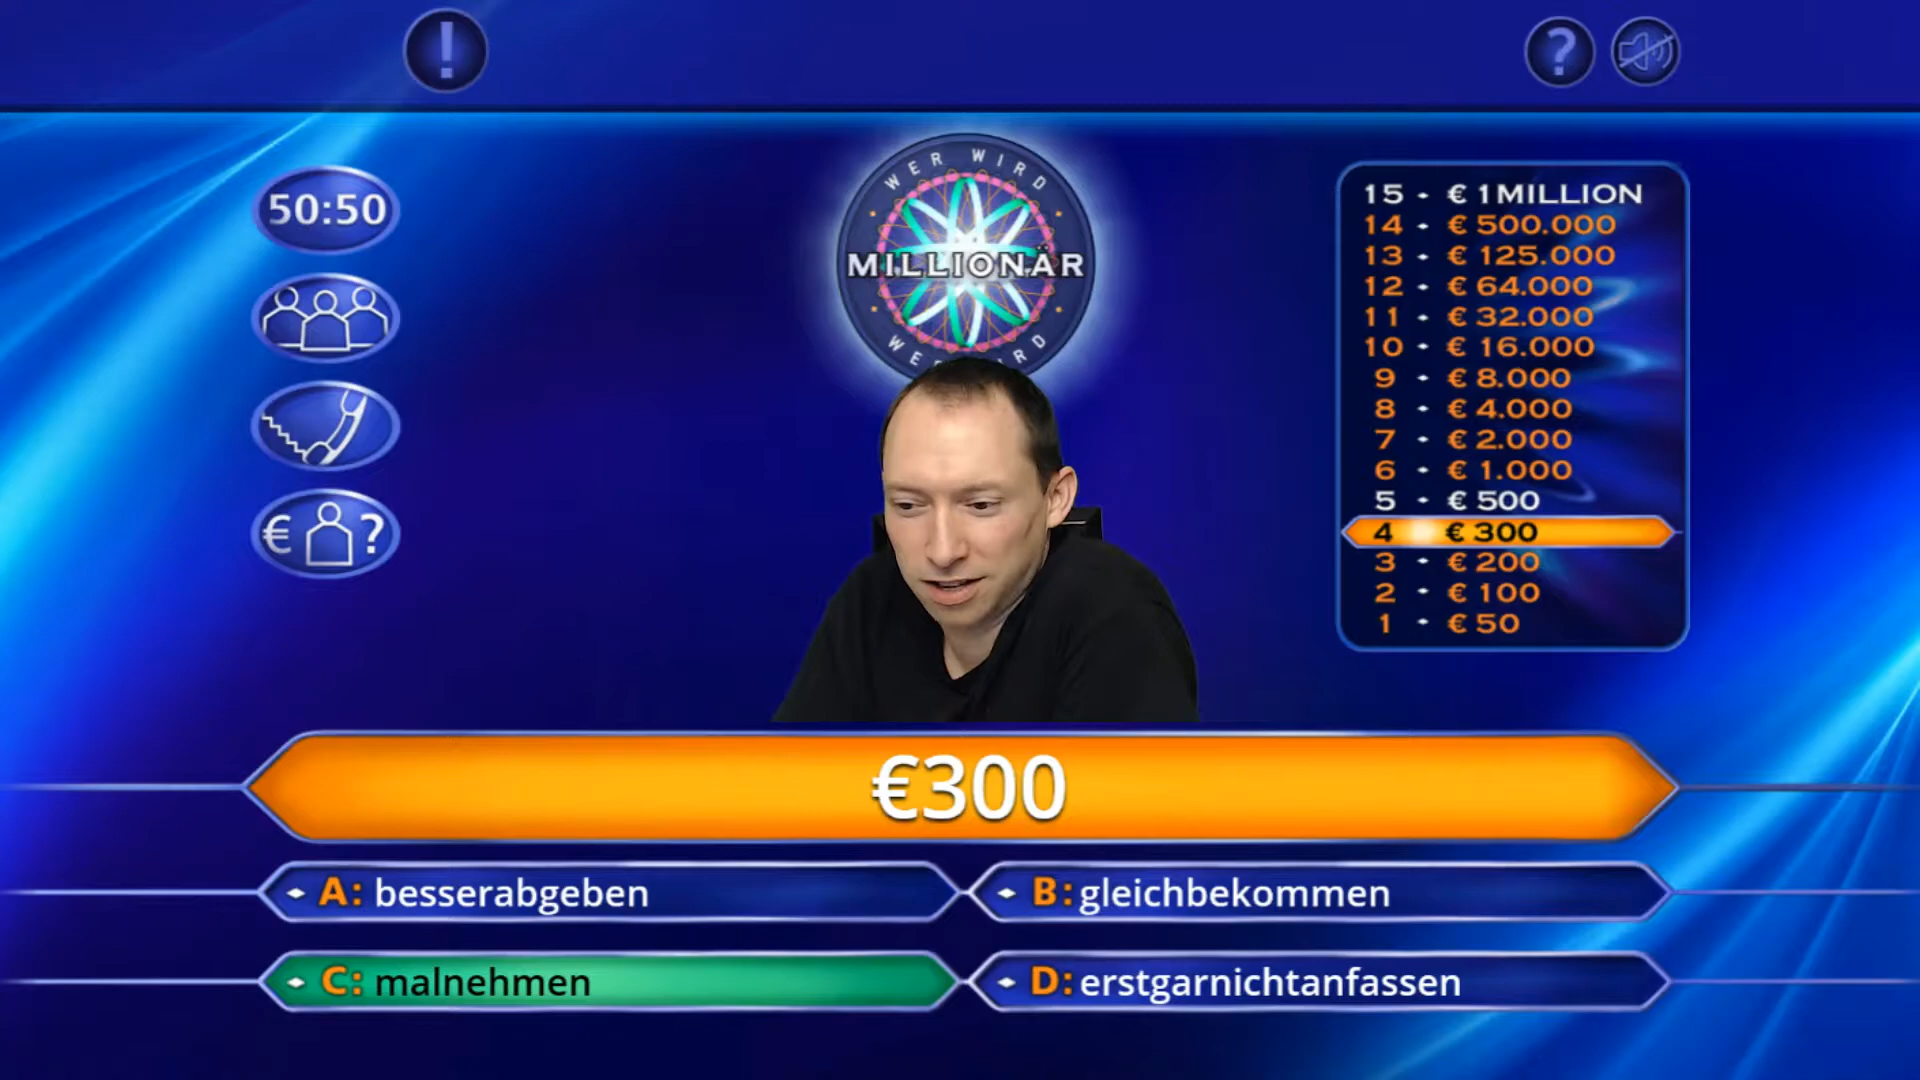 !
?
50:50
€ ?
WER WIRD
MILLIONÄR
WER WIRD
15 · € 1 MILLION
14 · € 500.000
13 · € 125.000
12 · € 64.000
11 · € 32.000
10 · € 16.000
9 · € 8.000
8 · € 4.000
7 · € 2.000
6 · € 1.000
5 · € 500
4 € 300
3 · € 200
2 · € 100
1 · € 50
€300
A: besserabgeben
B: gleichbekommen
C: malnehmen
D: erstgarnichtanfassen